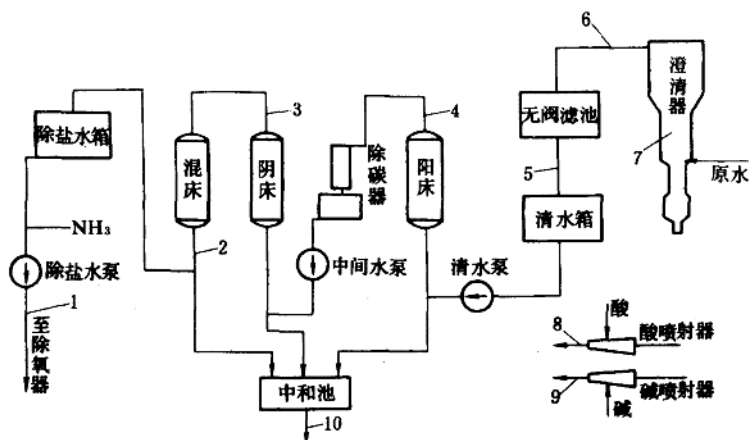 6
澄清器
7
原水
无阀滤池
5
清水箱
3
4
除盐水箱
混床
阴床
除碳器
阳床
NH₃
2
除盐水泵
中间水泵
清水泵
1
至除氧器
中和池
10
酸
8
酸喷射器
9
碱喷射器
碱